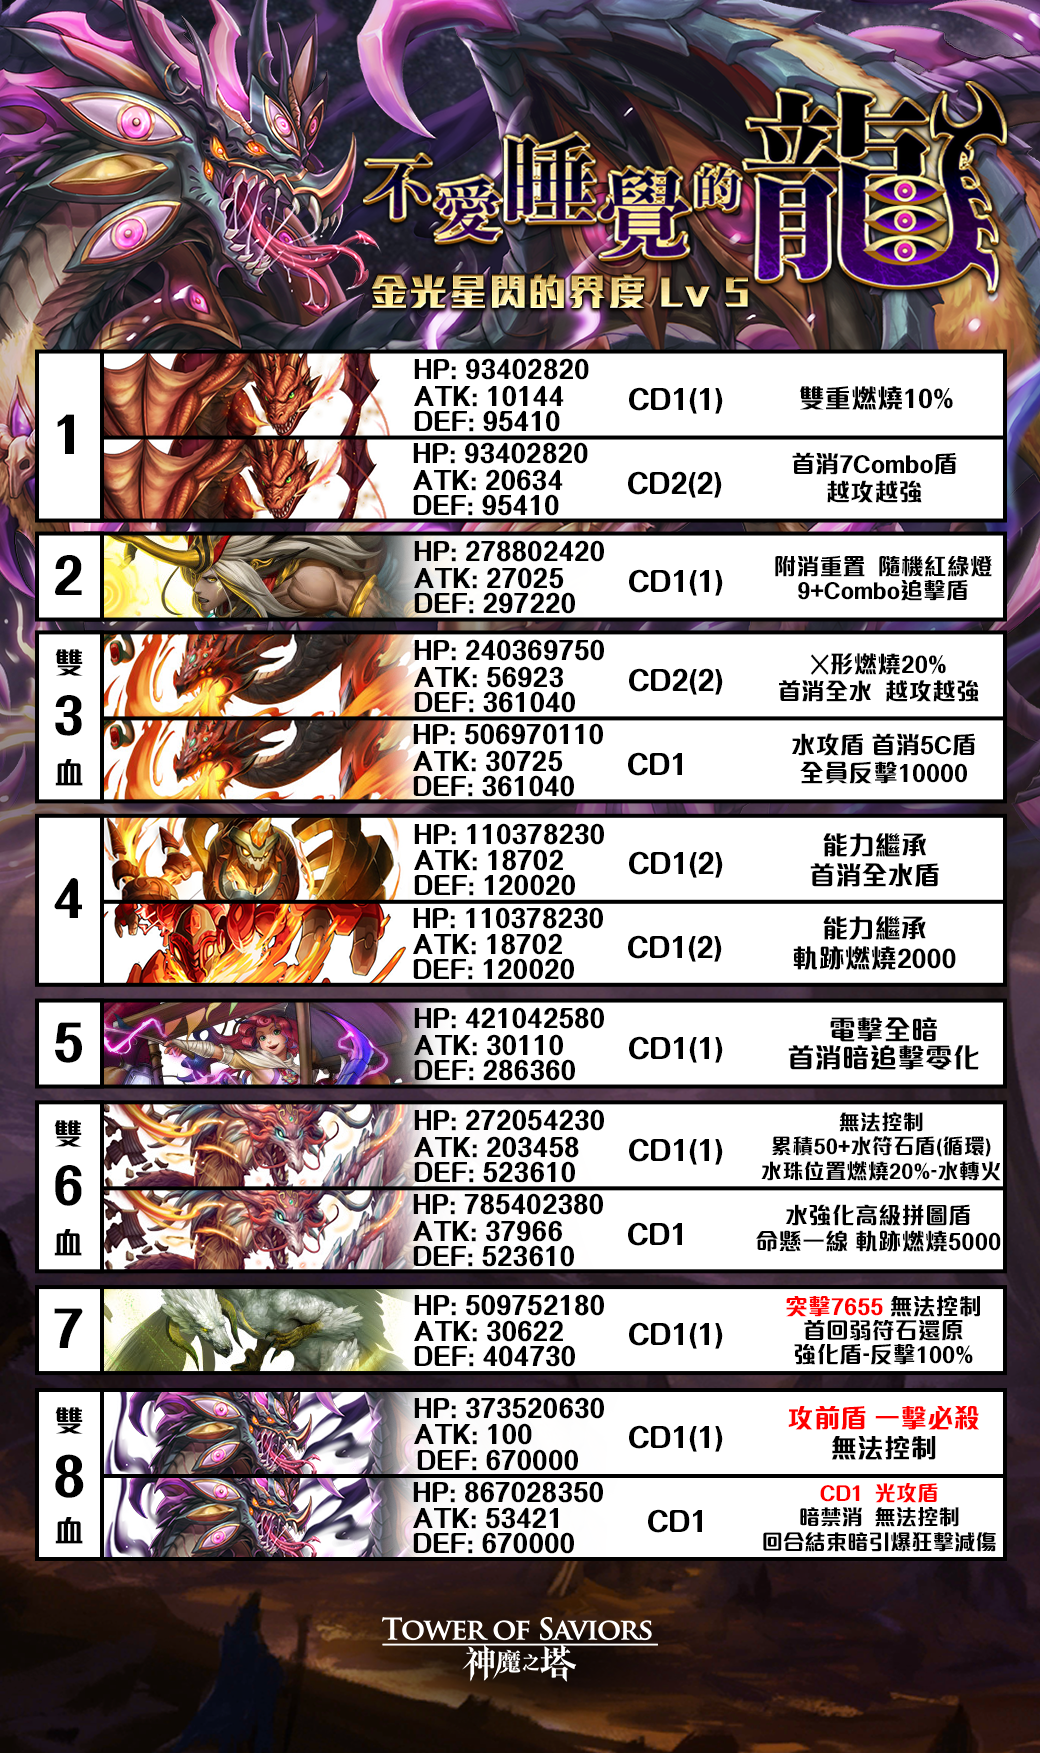 不愛睡覺的龍
金光星閃的界度 Lv 5
1
HP: 93402820
ATK: 10144
DEF: 95410
CD1(1)
雙重燃燒10%
HP: 93402820
ATK: 20634
DEF: 95410
CD2(2)
首消7Combo盾
越攻越強
2
HP: 278802420
ATK: 27025
DEF: 297220
CD1(1)
附消重置 隨機紅綠燈
9+Combo追擊盾
雙
3
血
HP: 240369750
ATK: 56923
DEF: 361040
CD2(2)
X形燃燒20%
首消全水 越攻越強
HP: 506970110
ATK: 30725
DEF: 361040
CD1
水攻盾 首消5C盾
全員反擊10000
4
HP: 110378230
ATK: 18702
DEF: 120020
CD1(2)
能力繼承
首消全水盾
HP: 110378230
ATK: 18702
DEF: 120020
CD1(2)
能力繼承
軌跡燃燒2000
5
HP: 421042580
ATK: 30110
DEF: 286360
CD1(1)
電擊全暗
首消暗追擊零化
雙
6
血
HP: 272054230
ATK: 203458
DEF: 523610
CD1(1)
無法控制
累積50+水符石盾(循環)
水珠位置燃燒20%-水轉火
HP: 785402380
ATK: 37966
DEF: 523610
CD1
水強化高級拼圖盾
命懸一線 軌跡燃燒5000
7
HP: 509752180
ATK: 30622
DEF: 404730
CD1(1)
突擊7655 無法控制
首回弱符石還原
強化盾-反擊100%
雙
8
血
HP: 373520630
ATK: 100
DEF: 670000
CD1(1)
攻前盾 一擊必殺
無法控制
HP: 867028350
ATK: 53421
DEF: 670000
CD1
CD1 光攻盾
暗禁消 無法控制
回合結束暗引爆狂擊減傷
TOWER OF SAVIORS
神魔之塔